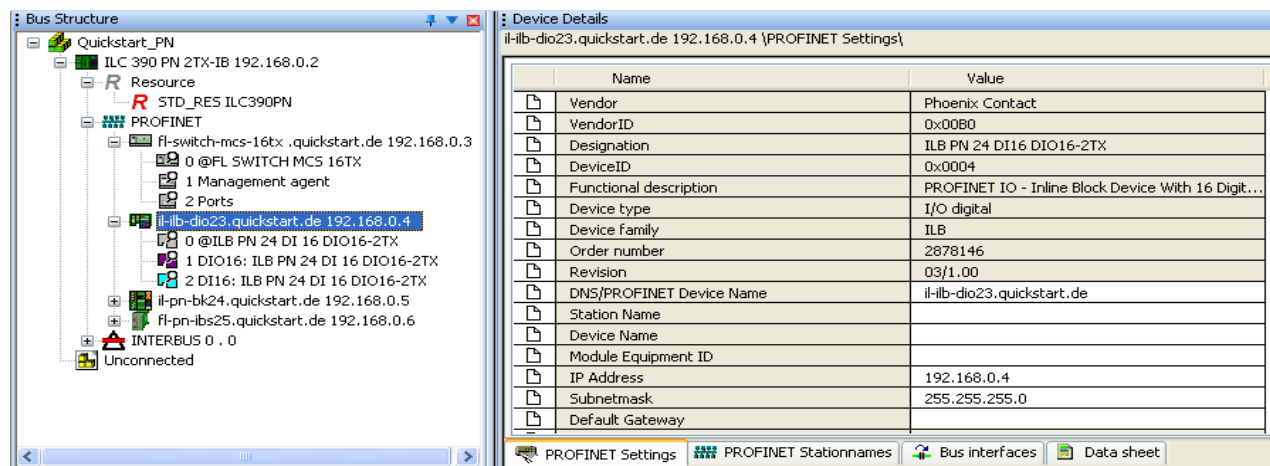 Bus Structure
Quickstart_PN
ILC 390 PN 2TX-IB 192.168.0.2
R Resource
R STD_RES ILC390PN
PROFINET
fl-switch-mcs-16tx .quickstart.de 192.168.0.3
0 @FL SWITCH MCS 16TX
1 Management agent
2 Ports
il-ilb-dio23.quickstart.de 192.168.0.4
0 @ILB PN 24 DI 16 DIO16-2TX
1 DIO16: ILB PN 24 DI 16 DIO16-2TX
2 DI16: ILB PN 24 DI 16 DIO16-2TX
il-pn-bk24.quickstart.de 192.168.0.5
fl-pn-ibs25.quickstart.de 192.168.0.6
INTERBUS 0 . 0
Unconnected
Device Details
il-ilb-dio23.quickstart.de 192.168.0.4 \PROFINET Settings\
Name Value
Vendor Phoenix Contact
VendorID 0x00B0
Designation ILB PN 24 DI16 DIO16-2TX
DeviceID 0x0004
Functional description PROFINET IO - Inline Block Device With 16 Digit...
Device type I/O digital
Device family ILB
Order number 2878146
Revision 03/1.00
DNS/PROFINET Device Name il-ilb-dio23.quickstart.de
Station Name
Device Name
Module Equipment ID
IP Address 192.168.0.4
Subnetmask 255.255.255.0
Default Gateway
PROFINET Settings PROFINET Stationnames Bus interfaces Data sheet